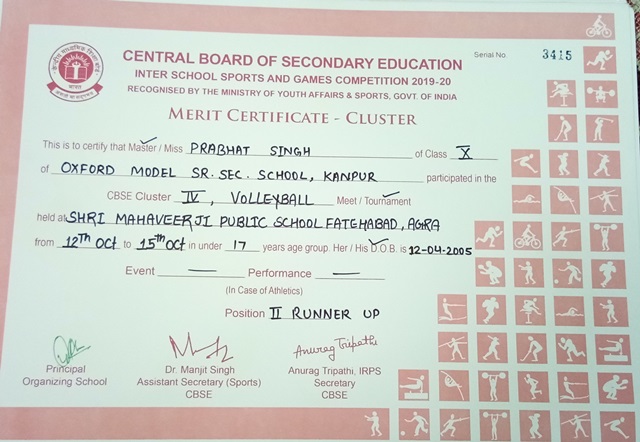 Serial No. 3415
CENTRAL BOARD OF SECONDARY EDUCATION
INTER SCHOOL SPORTS AND GAMES COMPETITION 2019-20
RECOGNISED BY THE MINISTRY OF YOUTH AFFAIRS & SPORTS, GOVT. OF INDIA
MERIT CERTIFICATE - CLUSTER
This is to certify that Master / Miss PRABHAT SINGH of Class X
of OXFORD MODEL SR. SEC. SCHOOL, KANPUR participated in the
CBSE Cluster IV, VOLLEYBALL Meet / Tournament
held at SHRI MAHAVEERJI PUBLIC SCHOOL FATEHABAD, AGRA
from 12Th Oct to 15th Oct in under 17 years age group. Her / His D.O.B. is 12-04-2005
Event — Performance —
(In Case of Athletics)
Position II RUNNER UP
Anurag Tripathi
Principal
Organizing School
Dr. Manjit Singh
Assistant Secretary (Sports)
CBSE
Anurag Tripathi, IRPS
Secretary
CBSE